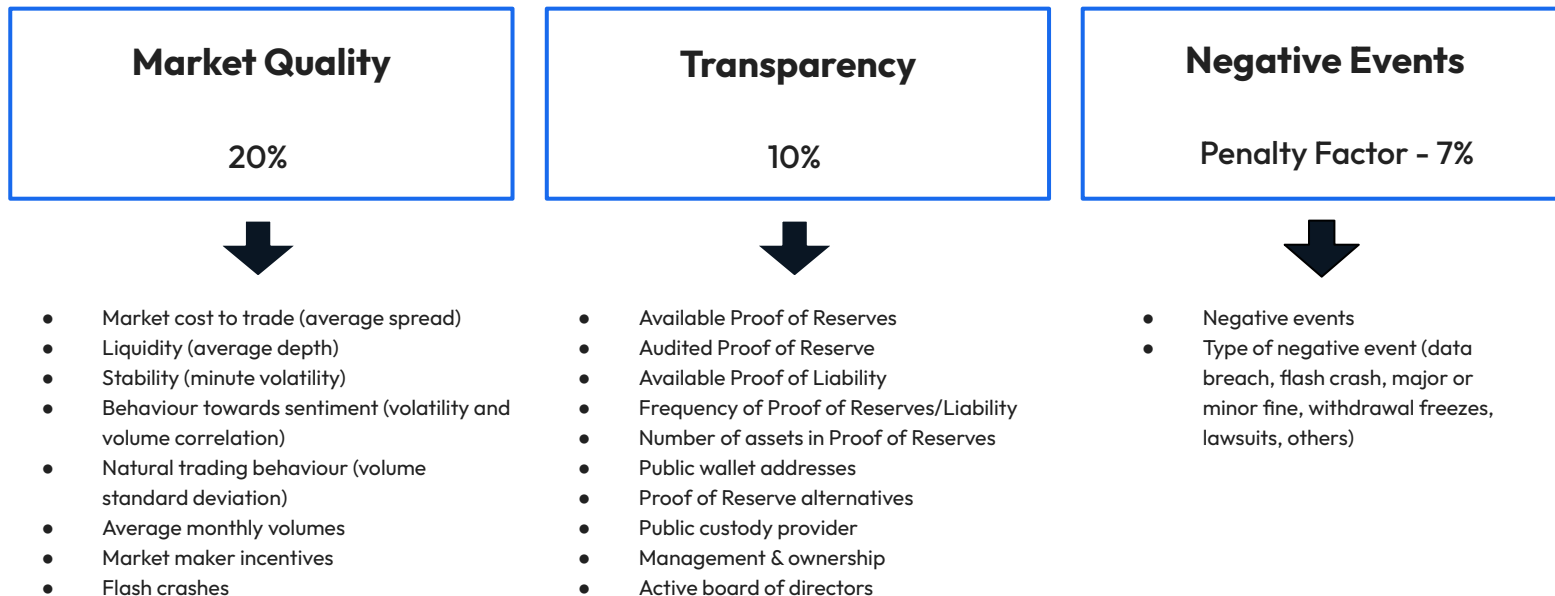 Market Quality
20%
● Market cost to trade (average spread)
● Liquidity (average depth)
● Stability (minute volatility)
● Behaviour towards sentiment (volatility and
volume correlation)
● Natural trading behaviour (volume
standard deviation)
● Average monthly volumes
● Market maker incentives
● Flash crashes
Transparency
10%
● Available Proof of Reserves
● Audited Proof of Reserve
● Available Proof of Liability
● Frequency of Proof of Reserves/Liability
● Number of assets in Proof of Reserves
● Public wallet addresses
● Proof of Reserve alternatives
● Public custody provider
● Management & ownership
● Active board of directors
Negative Events
Penalty Factor - 7%
● Negative events
● Type of negative event (data
breach, flash crash, major or
minor fine, withdrawal freezes,
lawsuits, others)